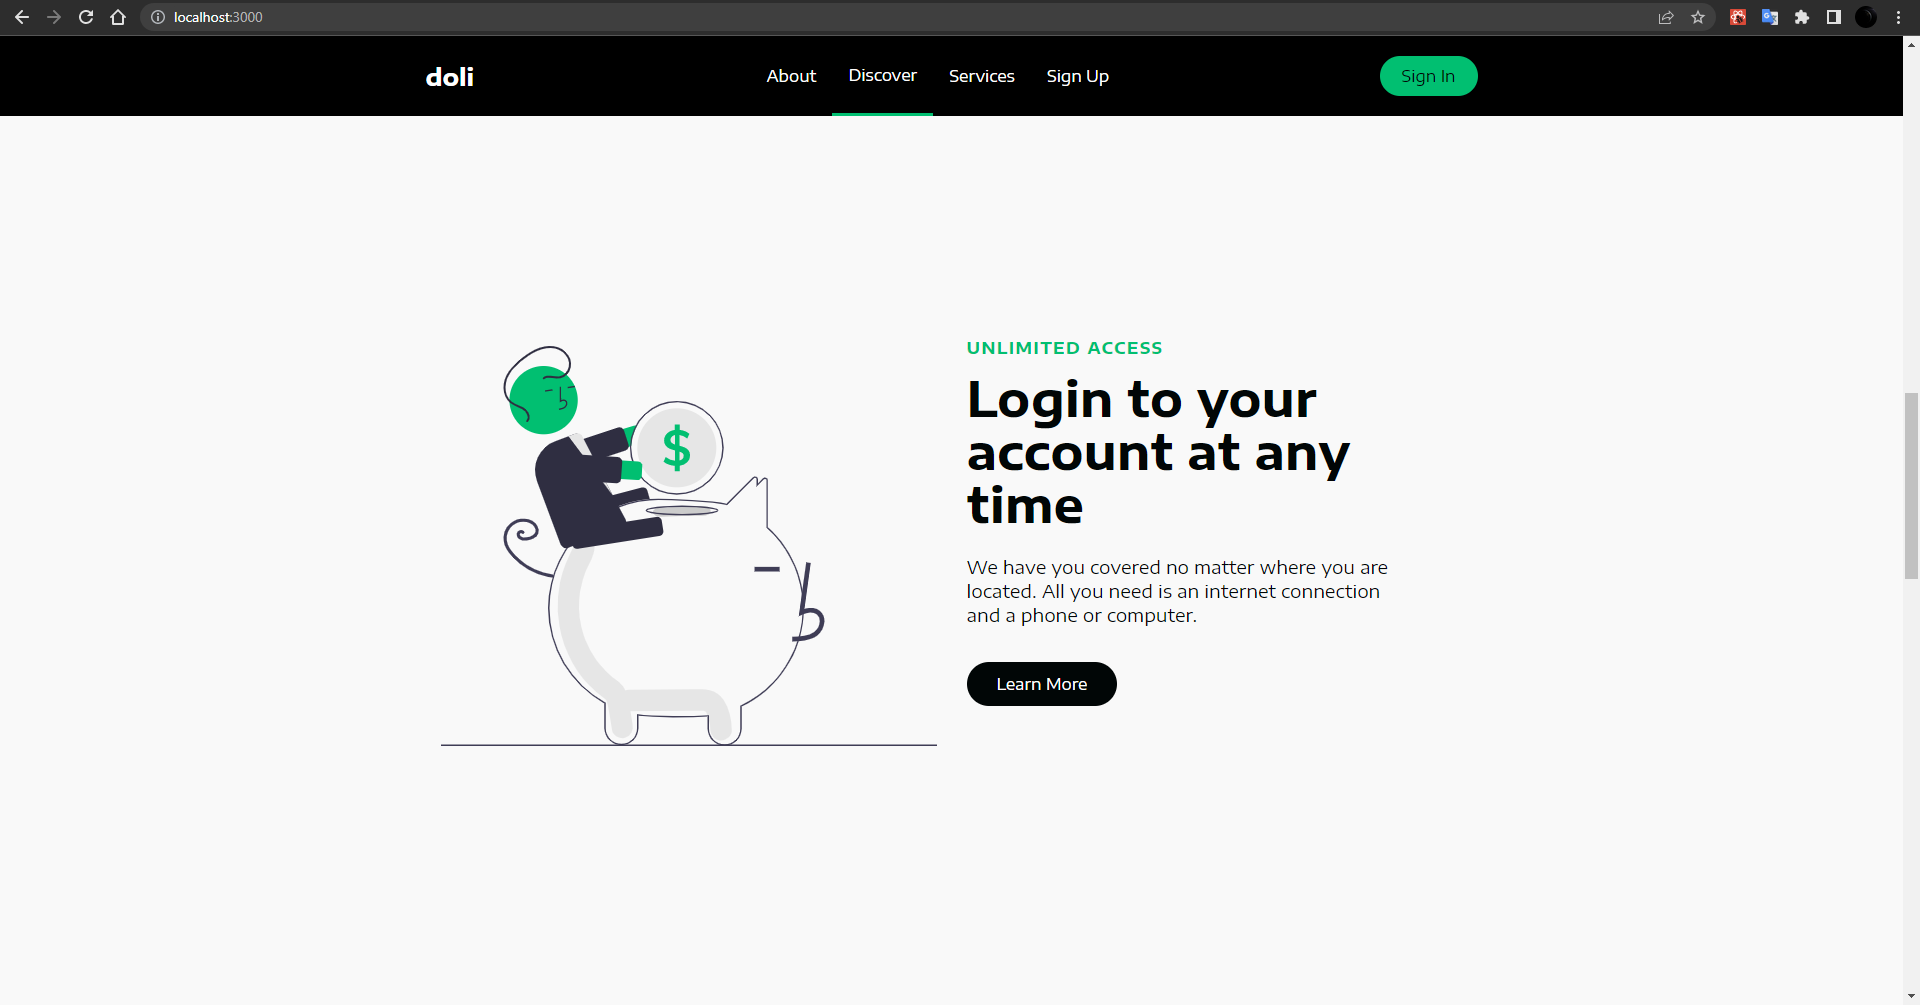 localhost:3000
doli
About Discover Services Sign Up
Sign In
$
UNLIMITED ACCESS
Login to your
account at any
time
We have you covered no matter where you are
located. All you need is an internet connection
and a phone or computer.
Learn More